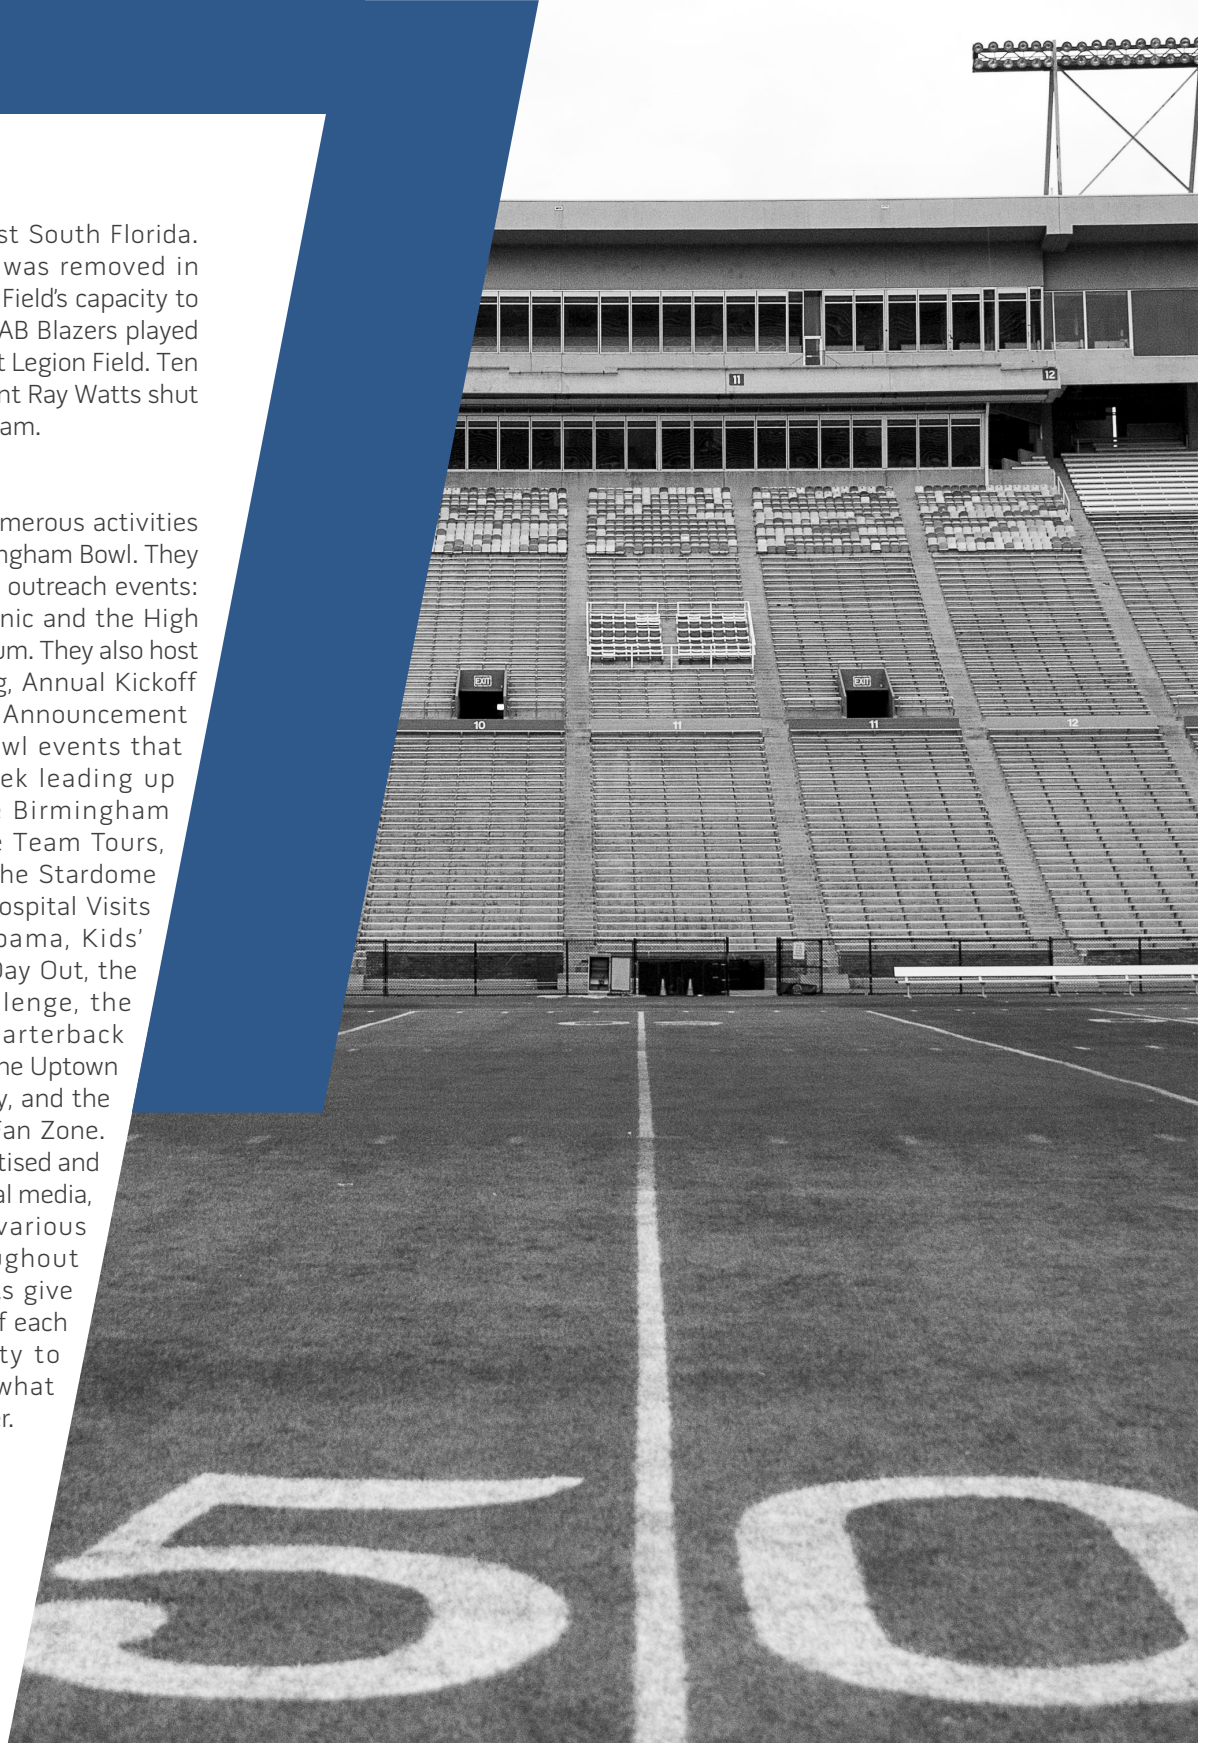 st South Florida.
was removed in
Field's capacity to
AB Blazers played
t Legion Field. Ten
nt Ray Watts shut
am.
merous activities
ngham Bowl. They
outreach events:
nic and the High
um. They also host
g, Annual Kickoff
Announcement
wl events that
ek leading up
e Birmingham
e Team Tours,
he Stardome
ospital Visits
bama, Kids'
Day Out, the
llenge, the
arterback
he Uptown
y, and the
Fan Zone.
tised and
al media,
various
ughout
ts give
f each
ty to
what
r.
11
12
EXIT
EXIT
10
11
11
12
50